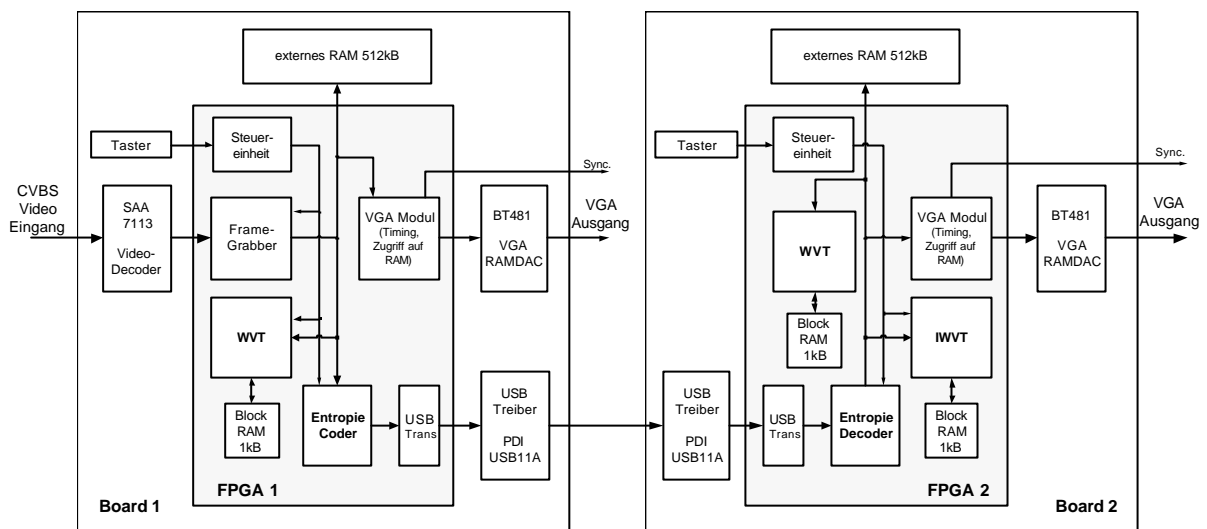 externes RAM 512kB
Taster
Steuer-
einheit
Sync.
CVBS
Video
Eingang
SAA
7113
Video-
Decoder
Frame-
Grabber
VGA Modul
(Timing,
Zugriff auf
RAM)
BT481
VGA
RAMDAC
VGA
Ausgang
WVT
Block
RAM
1kB
Entropie
Coder
USB
Trans
USB
Treiber
PDI
USB11A
FPGA 1
Board 1
externes RAM 512kB
Taster
Steuer-
einheit
Sync.
WVT
Block
RAM
1kB
VGA Modul
(Timing,
Zugriff auf
RAM)
BT481
VGA
RAMDAC
VGA
Ausgang
IWVT
Block
RAM
1kB
USB
Treiber
PDI
USB11A
USB
Trans
Entropie
Decoder
FPGA 2
Board 2